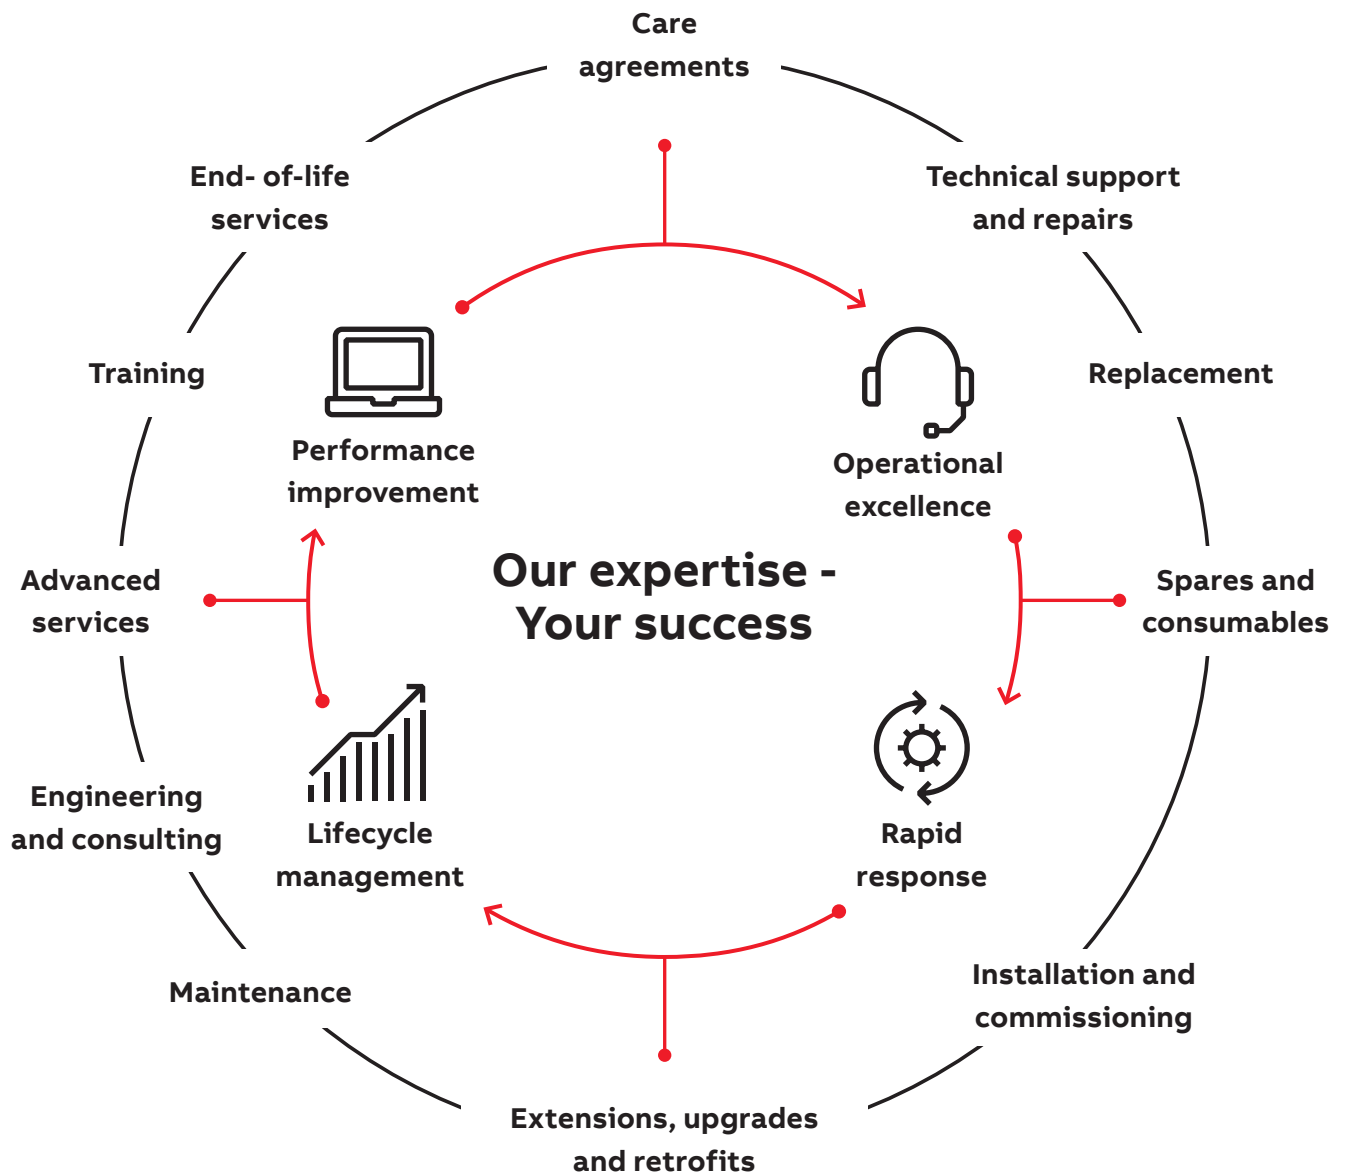 Care
agreements
End- of-life
services
Technical support
and repairs
Training
Replacement
Performance
improvement
Operational
excellence
Our expertise -
Your success
Advanced
services
Spares and
consumables
Engineering
and consulting
Lifecycle
management
Rapid
response
Maintenance
Installation and
commissioning
Extensions, upgrades
and retrofits